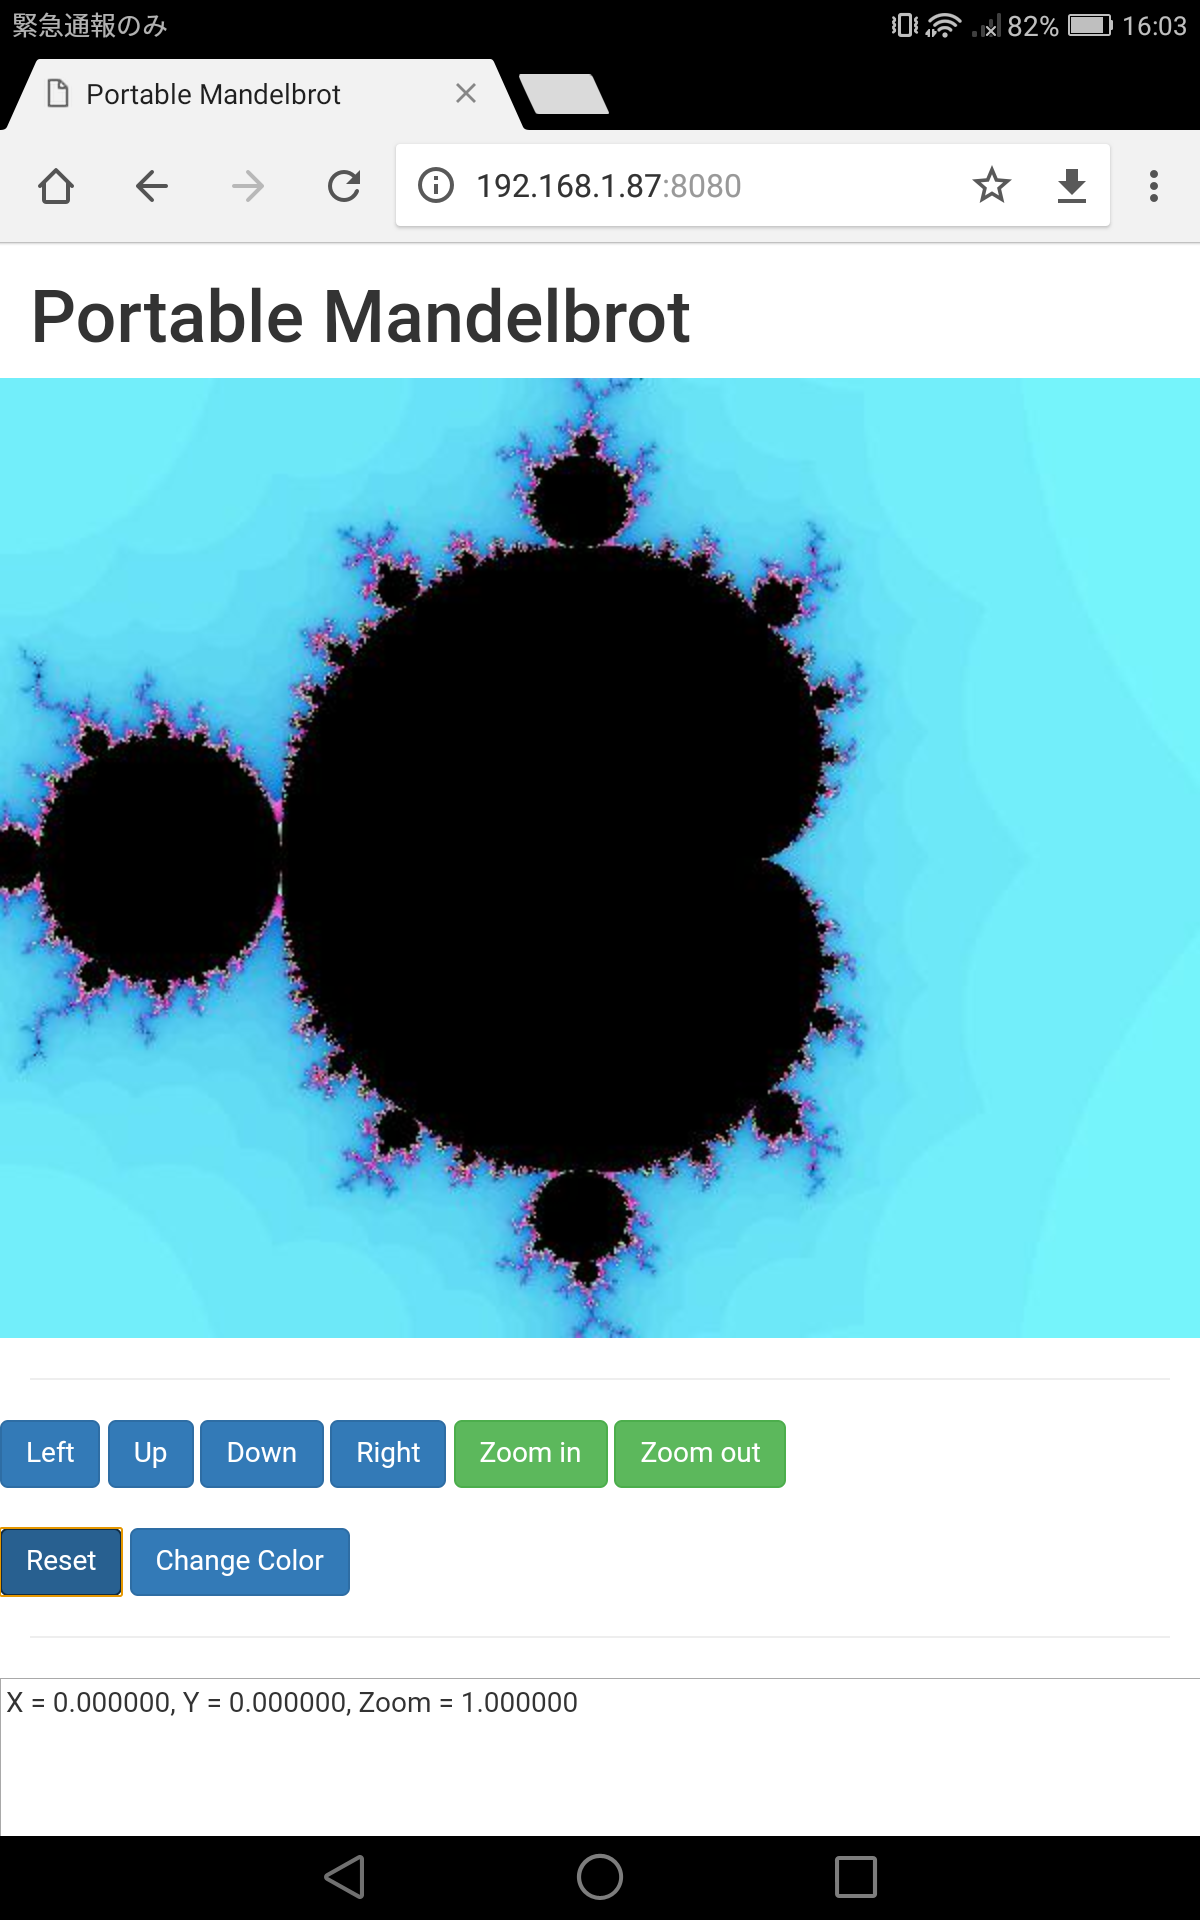 緊急通報のみ 82% 16:03
Portable Mandelbrot
192.168.1.87:8080
Portable Mandelbrot
Left Up Down Right Zoom in Zoom out
Reset Change Color
X = 0.000000, Y = 0.000000, Zoom = 1.000000